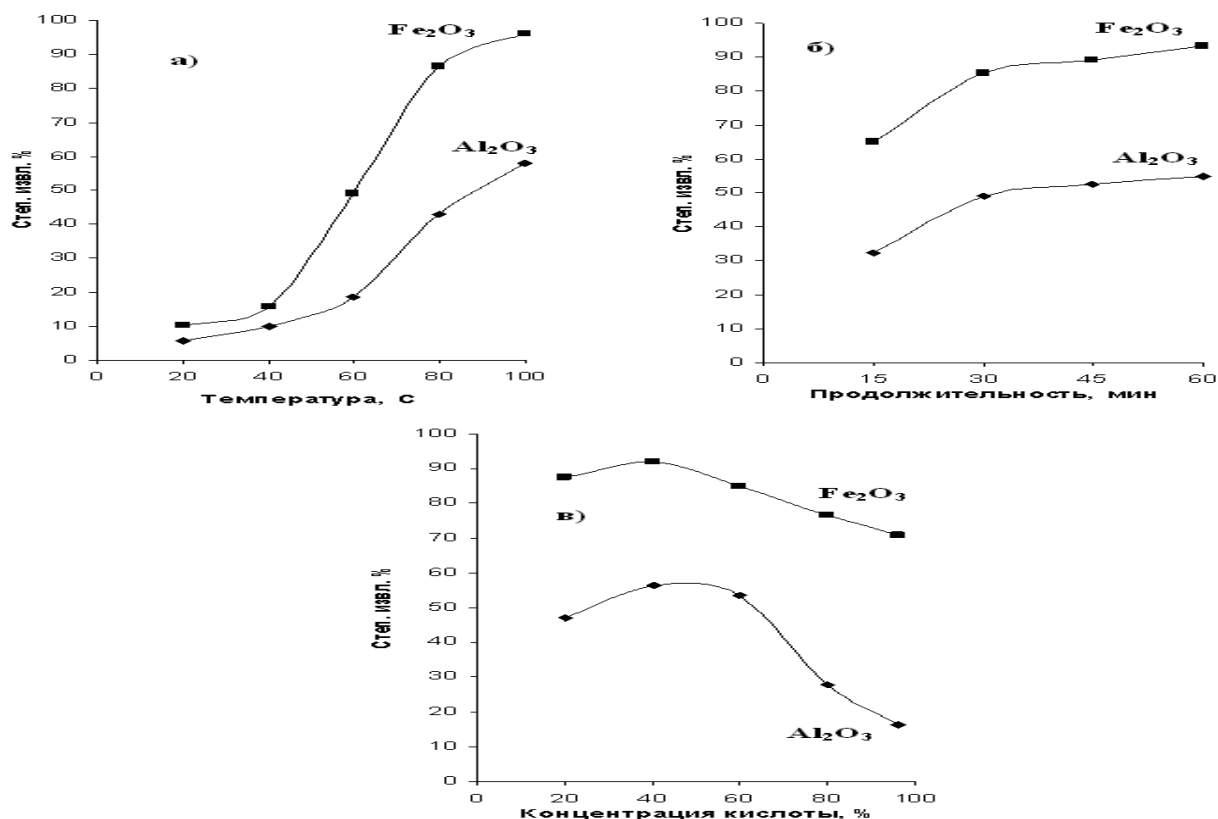 а)
Fe₂O₃
Al₂O₃
Степ. извл. %
100
90
80
70
60
50
40
30
20
10
0
0 20 40 60 80 100
Температура, С
б)
Fe₂O₃
Al₂O₃
Степ. извл. %
100
90
80
70
60
50
40
30
20
10
0
0 15 30 45 60
Продолжительность, мин
в)
Fe₂O₃
Al₂O₃
Степ. извл. %
100
90
80
70
60
50
40
30
20
10
0
0 20 40 60 80 100
Концентрация кислоты, %